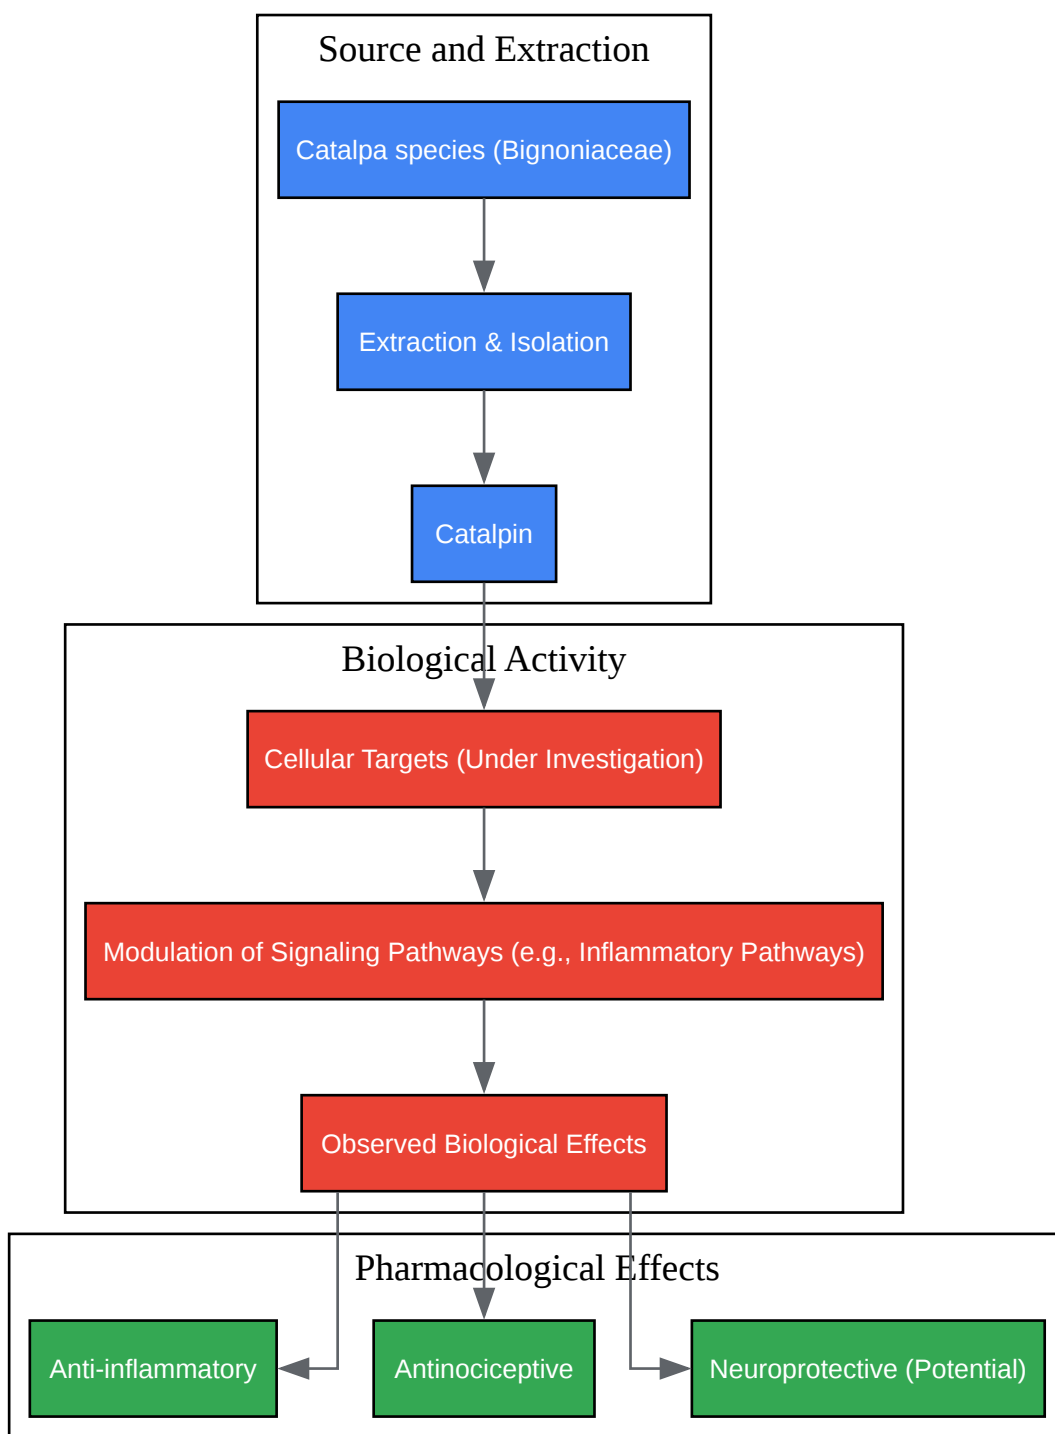 Source and Extraction
Catalpa species (Bignoniaceae)
Extraction & Isolation
Catalpin
Biological Activity
Cellular Targets (Under Investigation)
Modulation of Signaling Pathways (e.g., Inflammatory Pathways)
Observed Biological Effects
Pharmacological Effects
Anti-inflammatory
Antinociceptive
Neuroprotective (Potential)